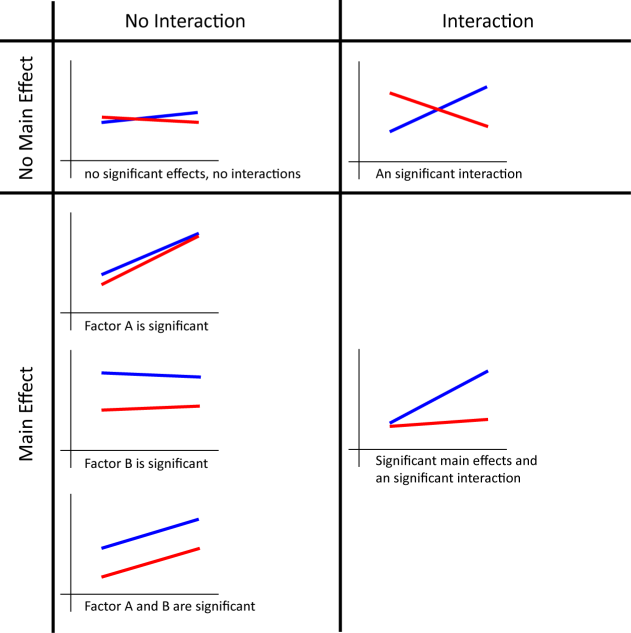 No Interaction
Interaction
No Main Effect
no significant effects, no interactions
An significant interaction
Main Effect
Factor A is significant
Factor B is significant
Significant main effects and
an significant interaction
Factor A and B are significant